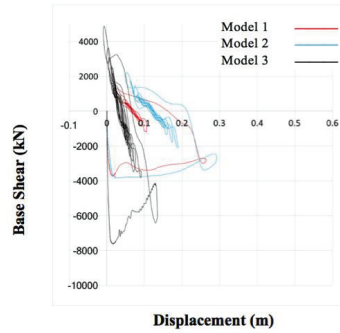 Model 1
Model 2
Model 3
6000
4000
2000
0
-0.1 0 0.1 0.2 0.3 0.4 0.5 0.6
-2000
-4000
-6000
-8000
-10000
Base Shear (kN)
Displacement (m)